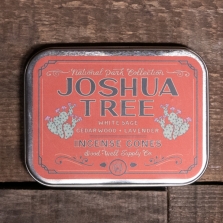 National Park Collection
JOSHUA
TREE
WHITE SAGE
CEDARWOOD + LAVENDER
INCENSE CONES
Good & Well Supply Co.